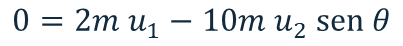 0 = 2m u₁ − 10m u₂ sen θ